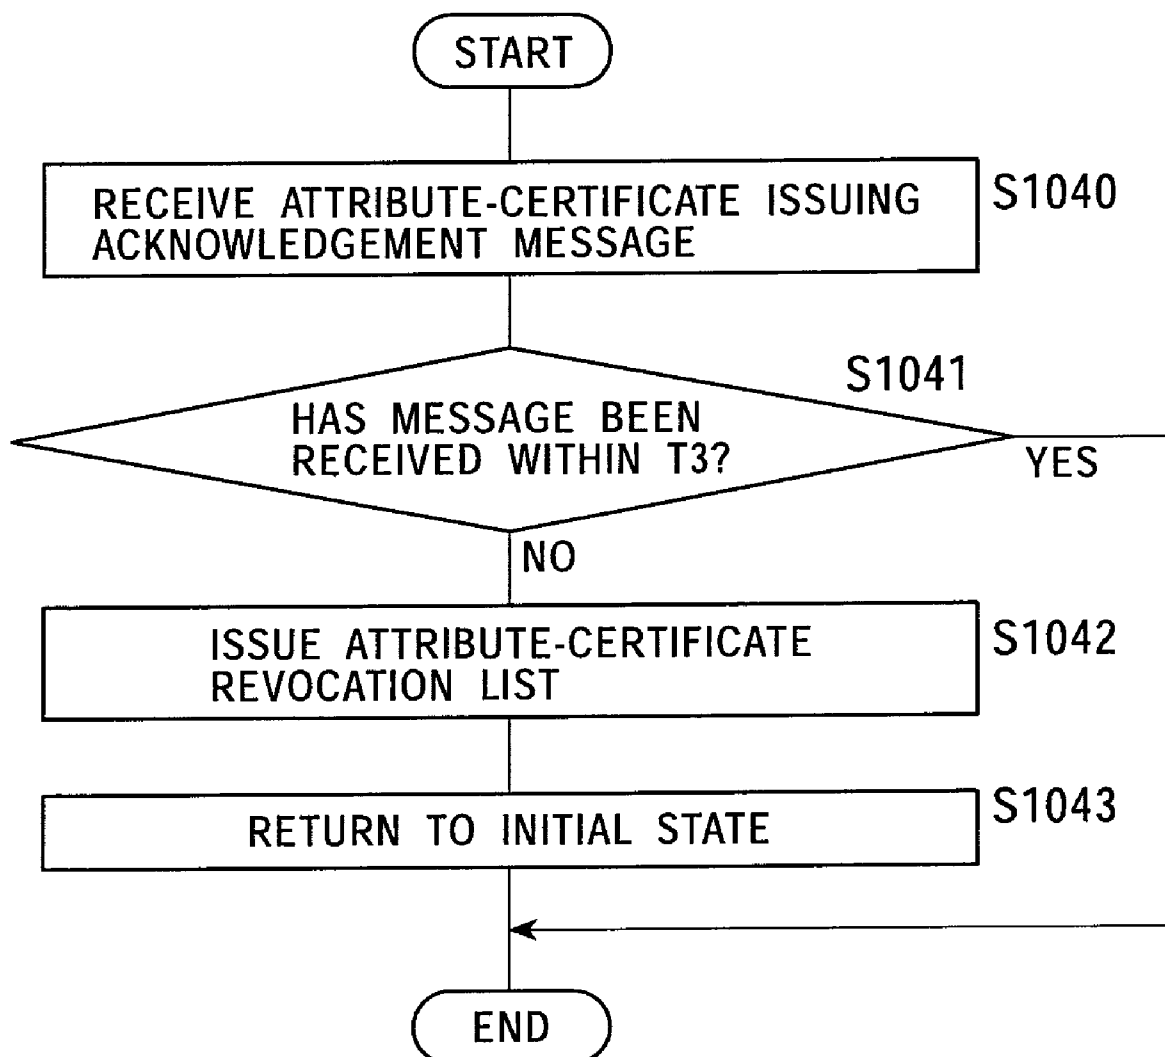 START
RECEIVE ATTRIBUTE-CERTIFICATE ISSUING
ACKNOWLEDGEMENT MESSAGE
S1040
S1041
HAS MESSAGE BEEN
RECEIVED WITHIN T3?
YES
NO
ISSUE ATTRIBUTE-CERTIFICATE
REVOCATION LIST
S1042
RETURN TO INITIAL STATE
S1043
END